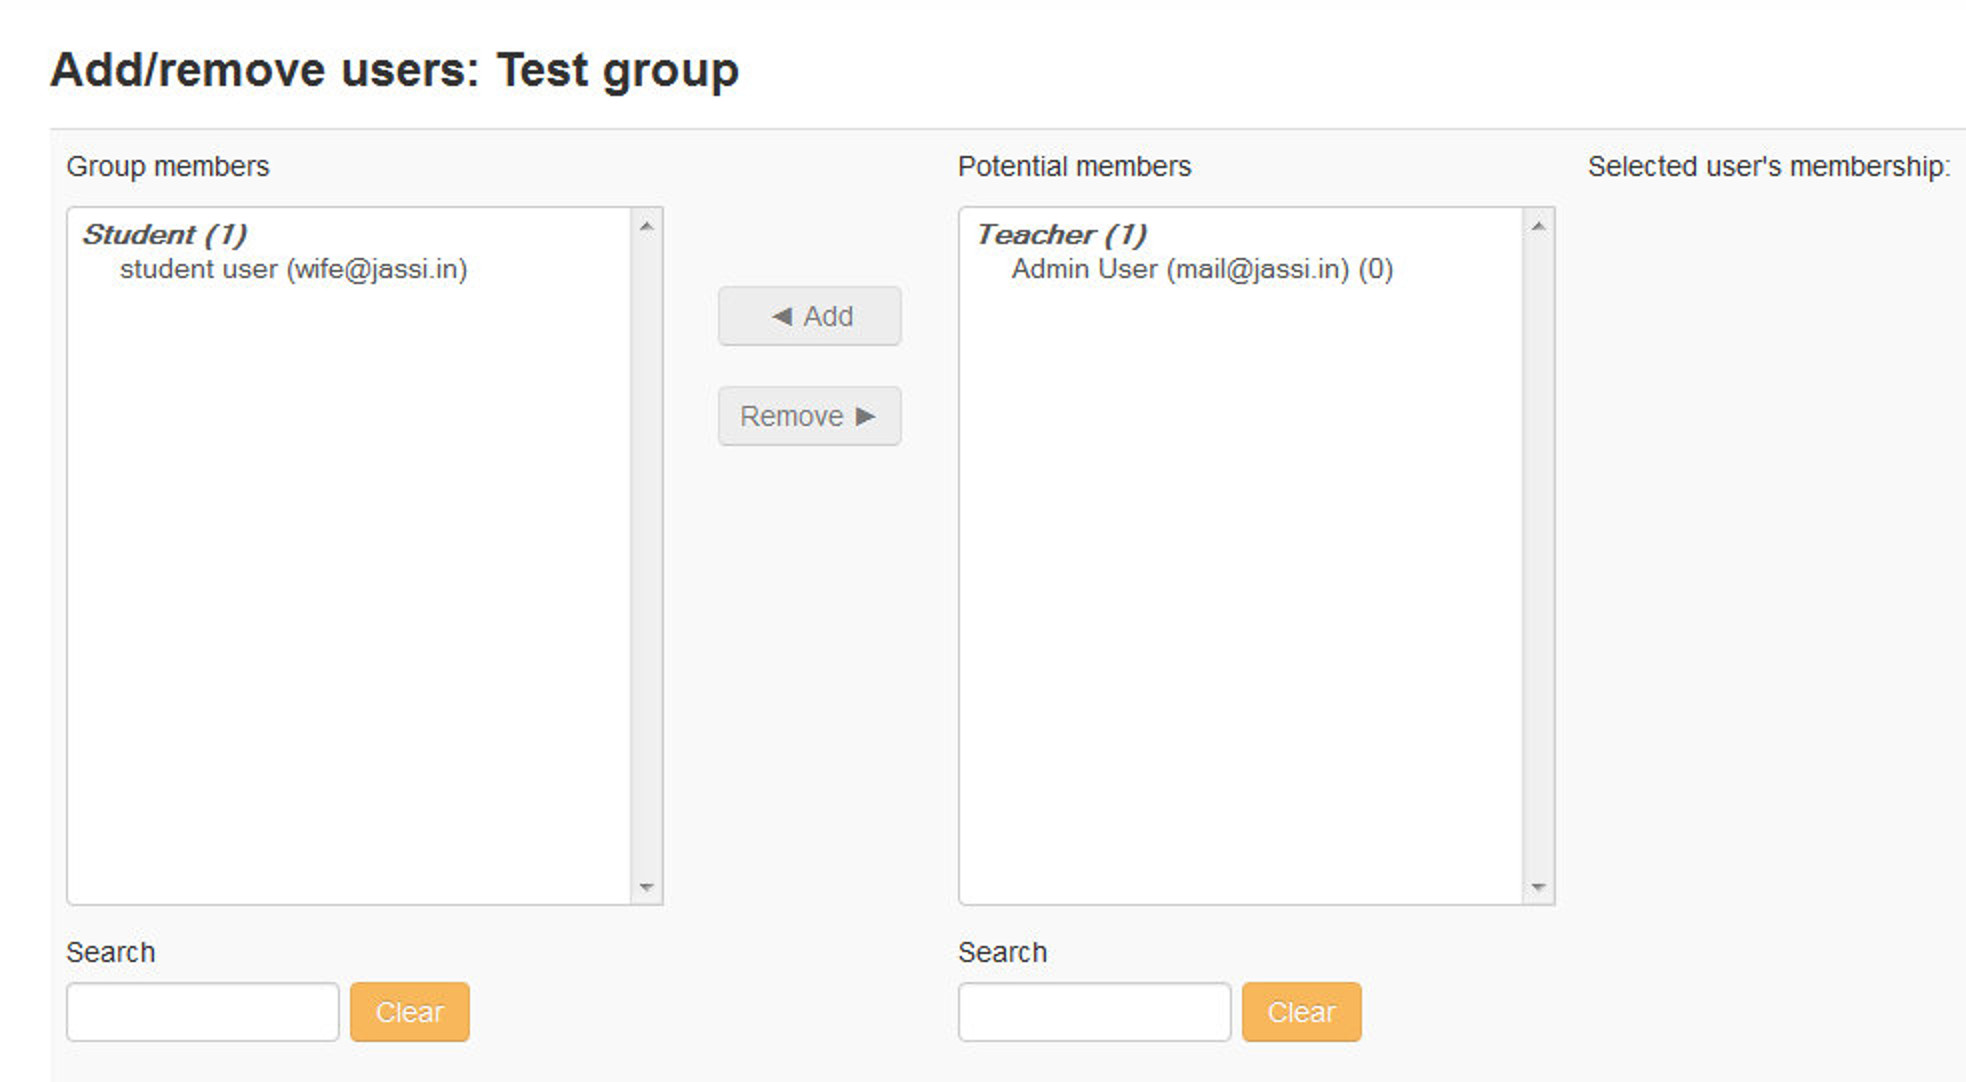 Add/remove users: Test group
Group members
Student (1)
student user (wife@jassi.in)
◄ Add
Remove ►
Potential members
Teacher (1)
Admin User (mail@jassi.in) (0)
Selected user's membership:
Search
Clear
Search
Clear